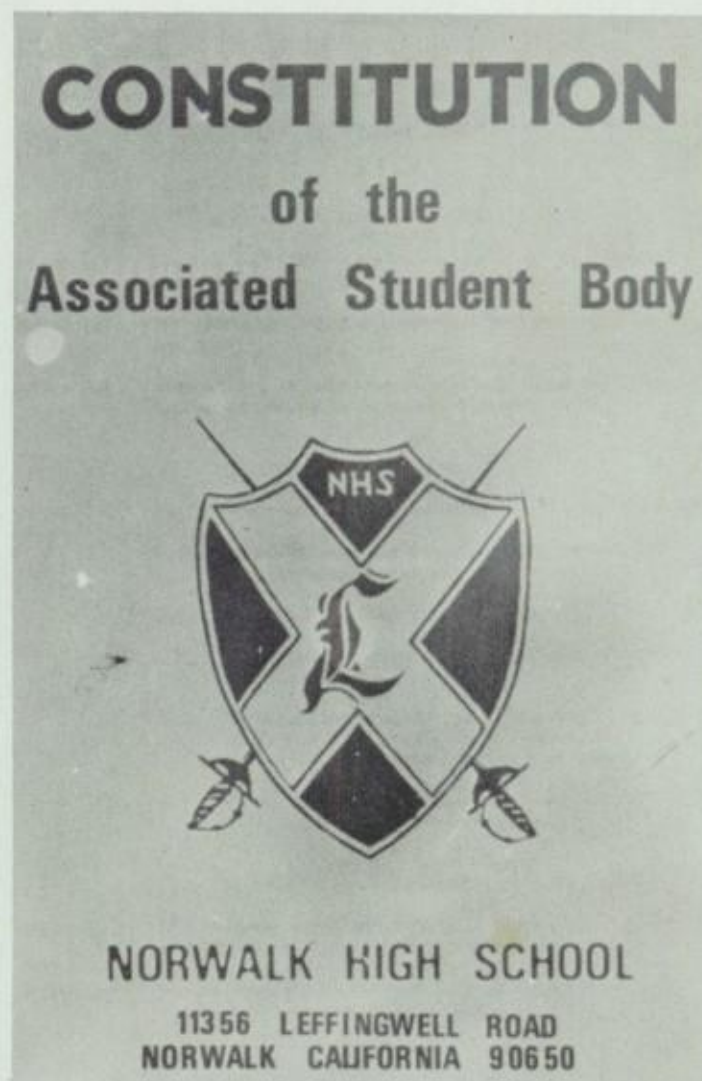 CONSTITUTION
of the
Associated Student Body
NHS
L
NORWALK HIGH SCHOOL
11356 LEFFINGWELL ROAD
NORWALK CALIFORNIA 90650